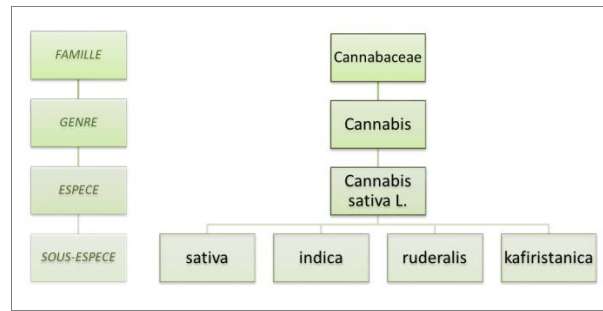 FAMILLE
Cannabaceae
GENRE
Cannabis
ESPECE
Cannabis
sativa L.
SOUS-ESPECE
sativa
indica
ruderalis
kafiristanica